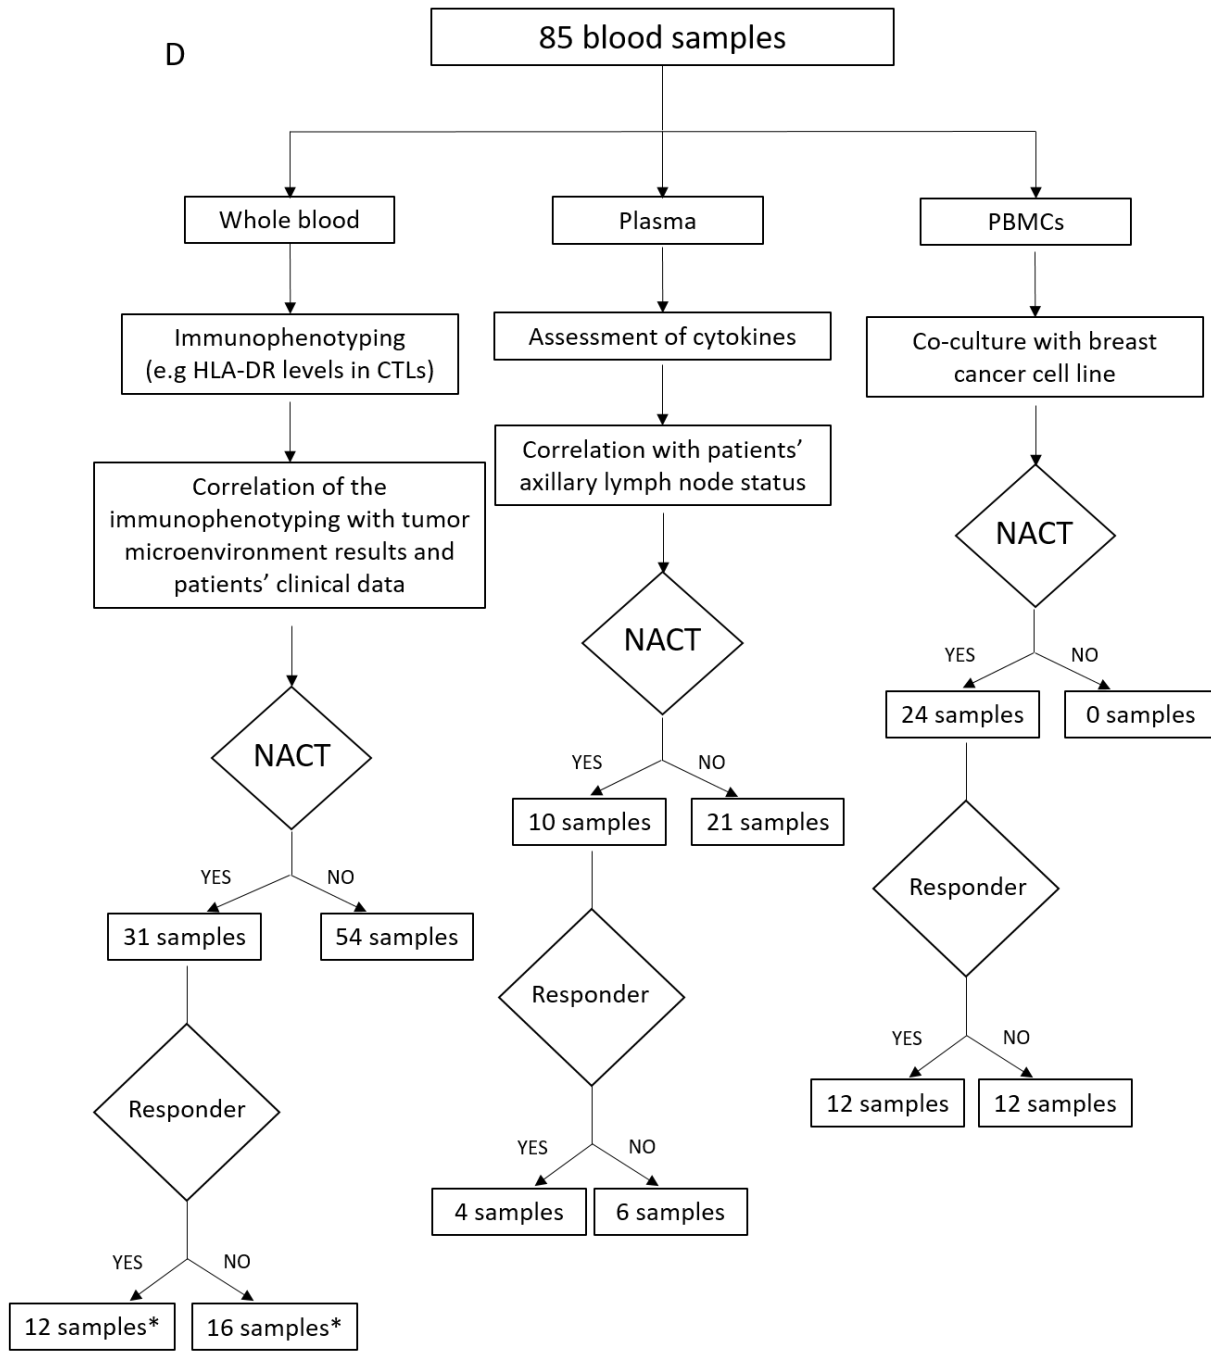 D
85 blood samples
Whole blood
Plasma
PBMCs
Immunophenotyping
(e.g HLA-DR levels in CTLs)
Assessment of cytokines
Co-culture with breast
cancer cell line
Correlation of the
immunophenotyping with tumor
microenvironment results and
patients’ clinical data
Correlation with patients’
axillary lymph node status
NACT
YES
NO
24 samples
0 samples
NACT
YES
NO
10 samples
21 samples
NACT
YES
NO
31 samples
54 samples
Responder
YES
NO
12 samples
12 samples
Responder
YES
NO
4 samples
6 samples
Responder
YES
NO
12 samples*
16 samples*